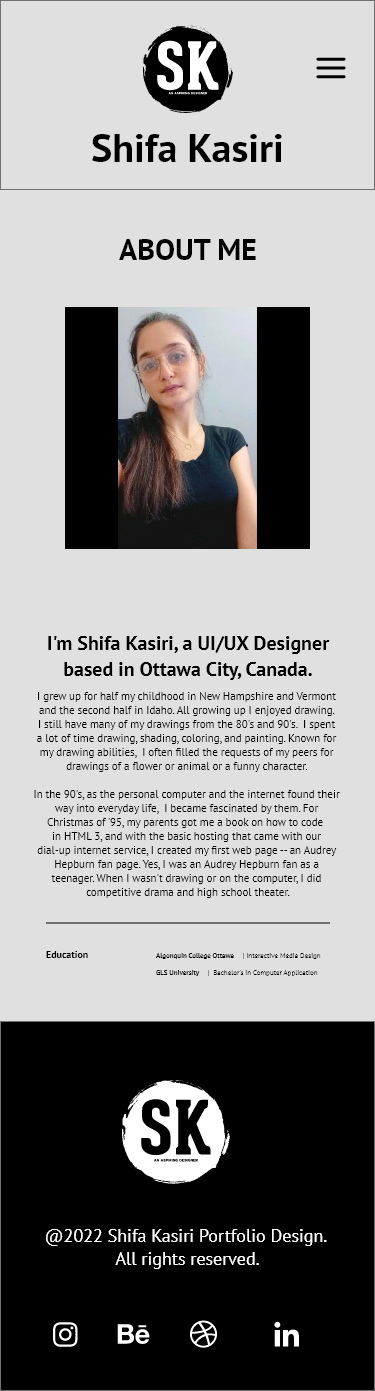 SK
AN ASPIRING DESIGNER
Shifa Kasiri
ABOUT ME
I'm Shifa Kasiri, a UI/UX Designer
based in Ottawa City, Canada.
I grew up for half my childhood in New Hampshire and Vermont
and the second half in Idaho. All growing up I enjoyed drawing.
I still have many of my drawings from the 80's and 90's.  I spent
a lot of time drawing, shading, coloring, and painting. Known for
my drawing abilities,  I often filled the requests of my peers for
drawings of a flower or animal or a funny character.
In the 90's, as the personal computer and the internet found their
way into everyday life,  I became fascinated by them. For
Christmas of '95, my parents got me a book on how to code
in HTML 3, and with the basic hosting that came with our
dial-up internet service, I created my first web page -- an Audrey
Hepburn fan page. Yes, I was an Audrey Hepburn fan as a
teenager. When I wasn't drawing or on the computer, I did
competitive drama and high school theater.
Education
Algonquin College Ottawa | Interactive Media Design
GLS University | Bachelor's in Computer Application
SK
AN ASPIRING DESIGNER
@2022 Shifa Kasiri Portfolio Design.
All rights reserved.
Bē
in